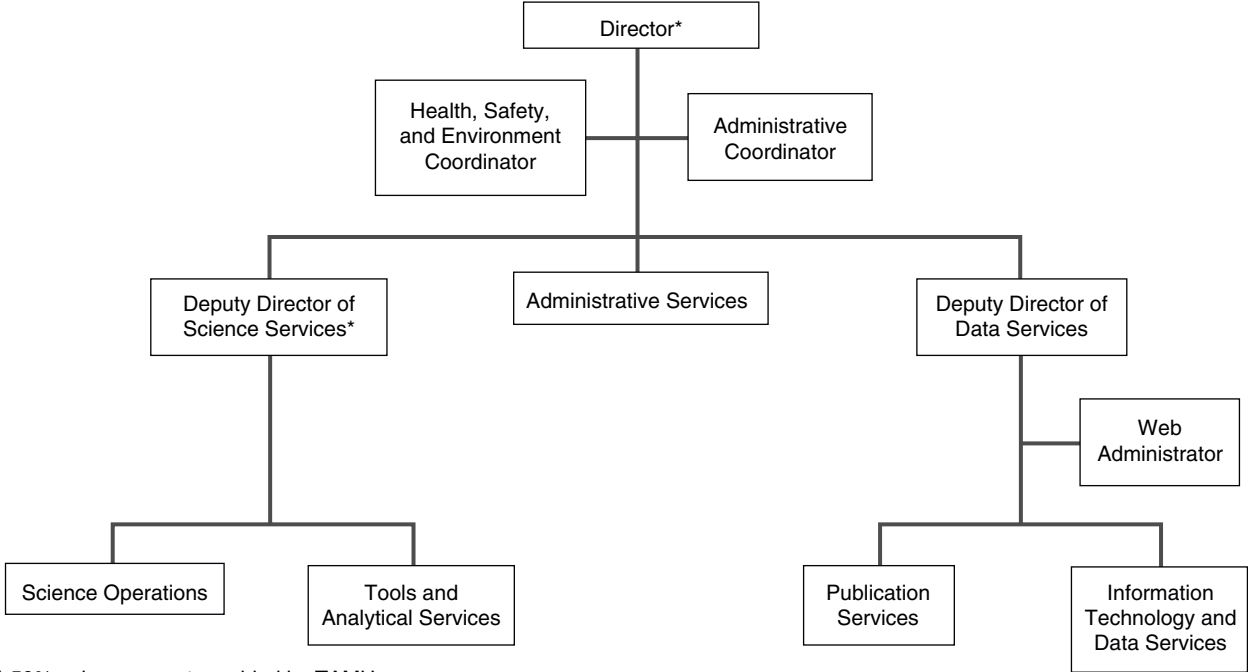 Director*
Health, Safety,
and Environment
Coordinator
Administrative
Coordinator
Deputy Director of
Science Services*
Administrative Services
Deputy Director of
Data Services
Web
Administrator
Science Operations
Tools and
Analytical Services
Publication
Services
Information
Technology and
Data Services